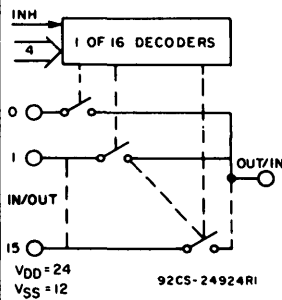 INH
4
1 OF 16 DECODERS
0
1
OUT/IN
IN/OUT
15
VDD = 24
VSS = 12
92CS-24924R1